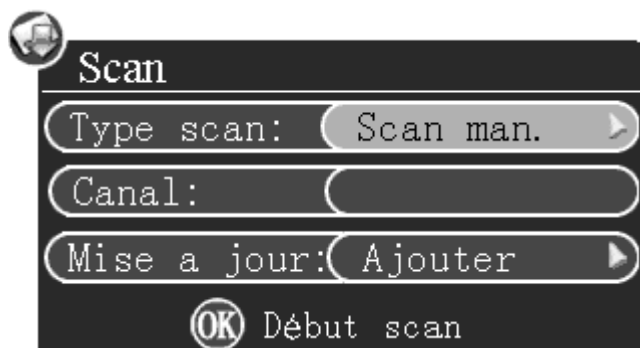 Scan
Type scan: Scan man.
Canal:
Mise a jour: Ajouter
OK Début scan